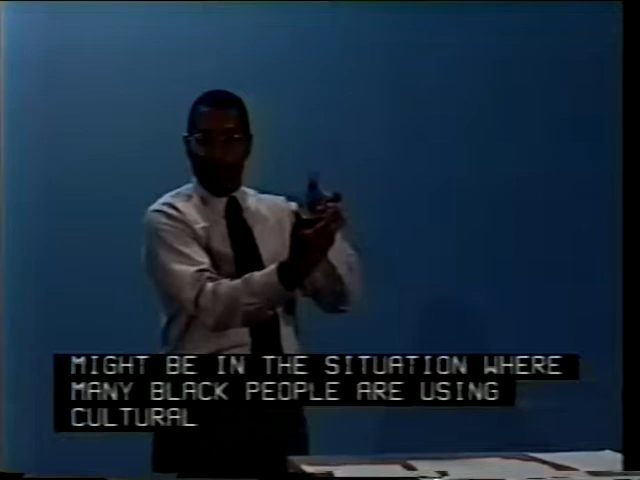 MIGHT BE IN THE SITUATION WHERE
MANY BLACK PEOPLE ARE USING
CULTURAL